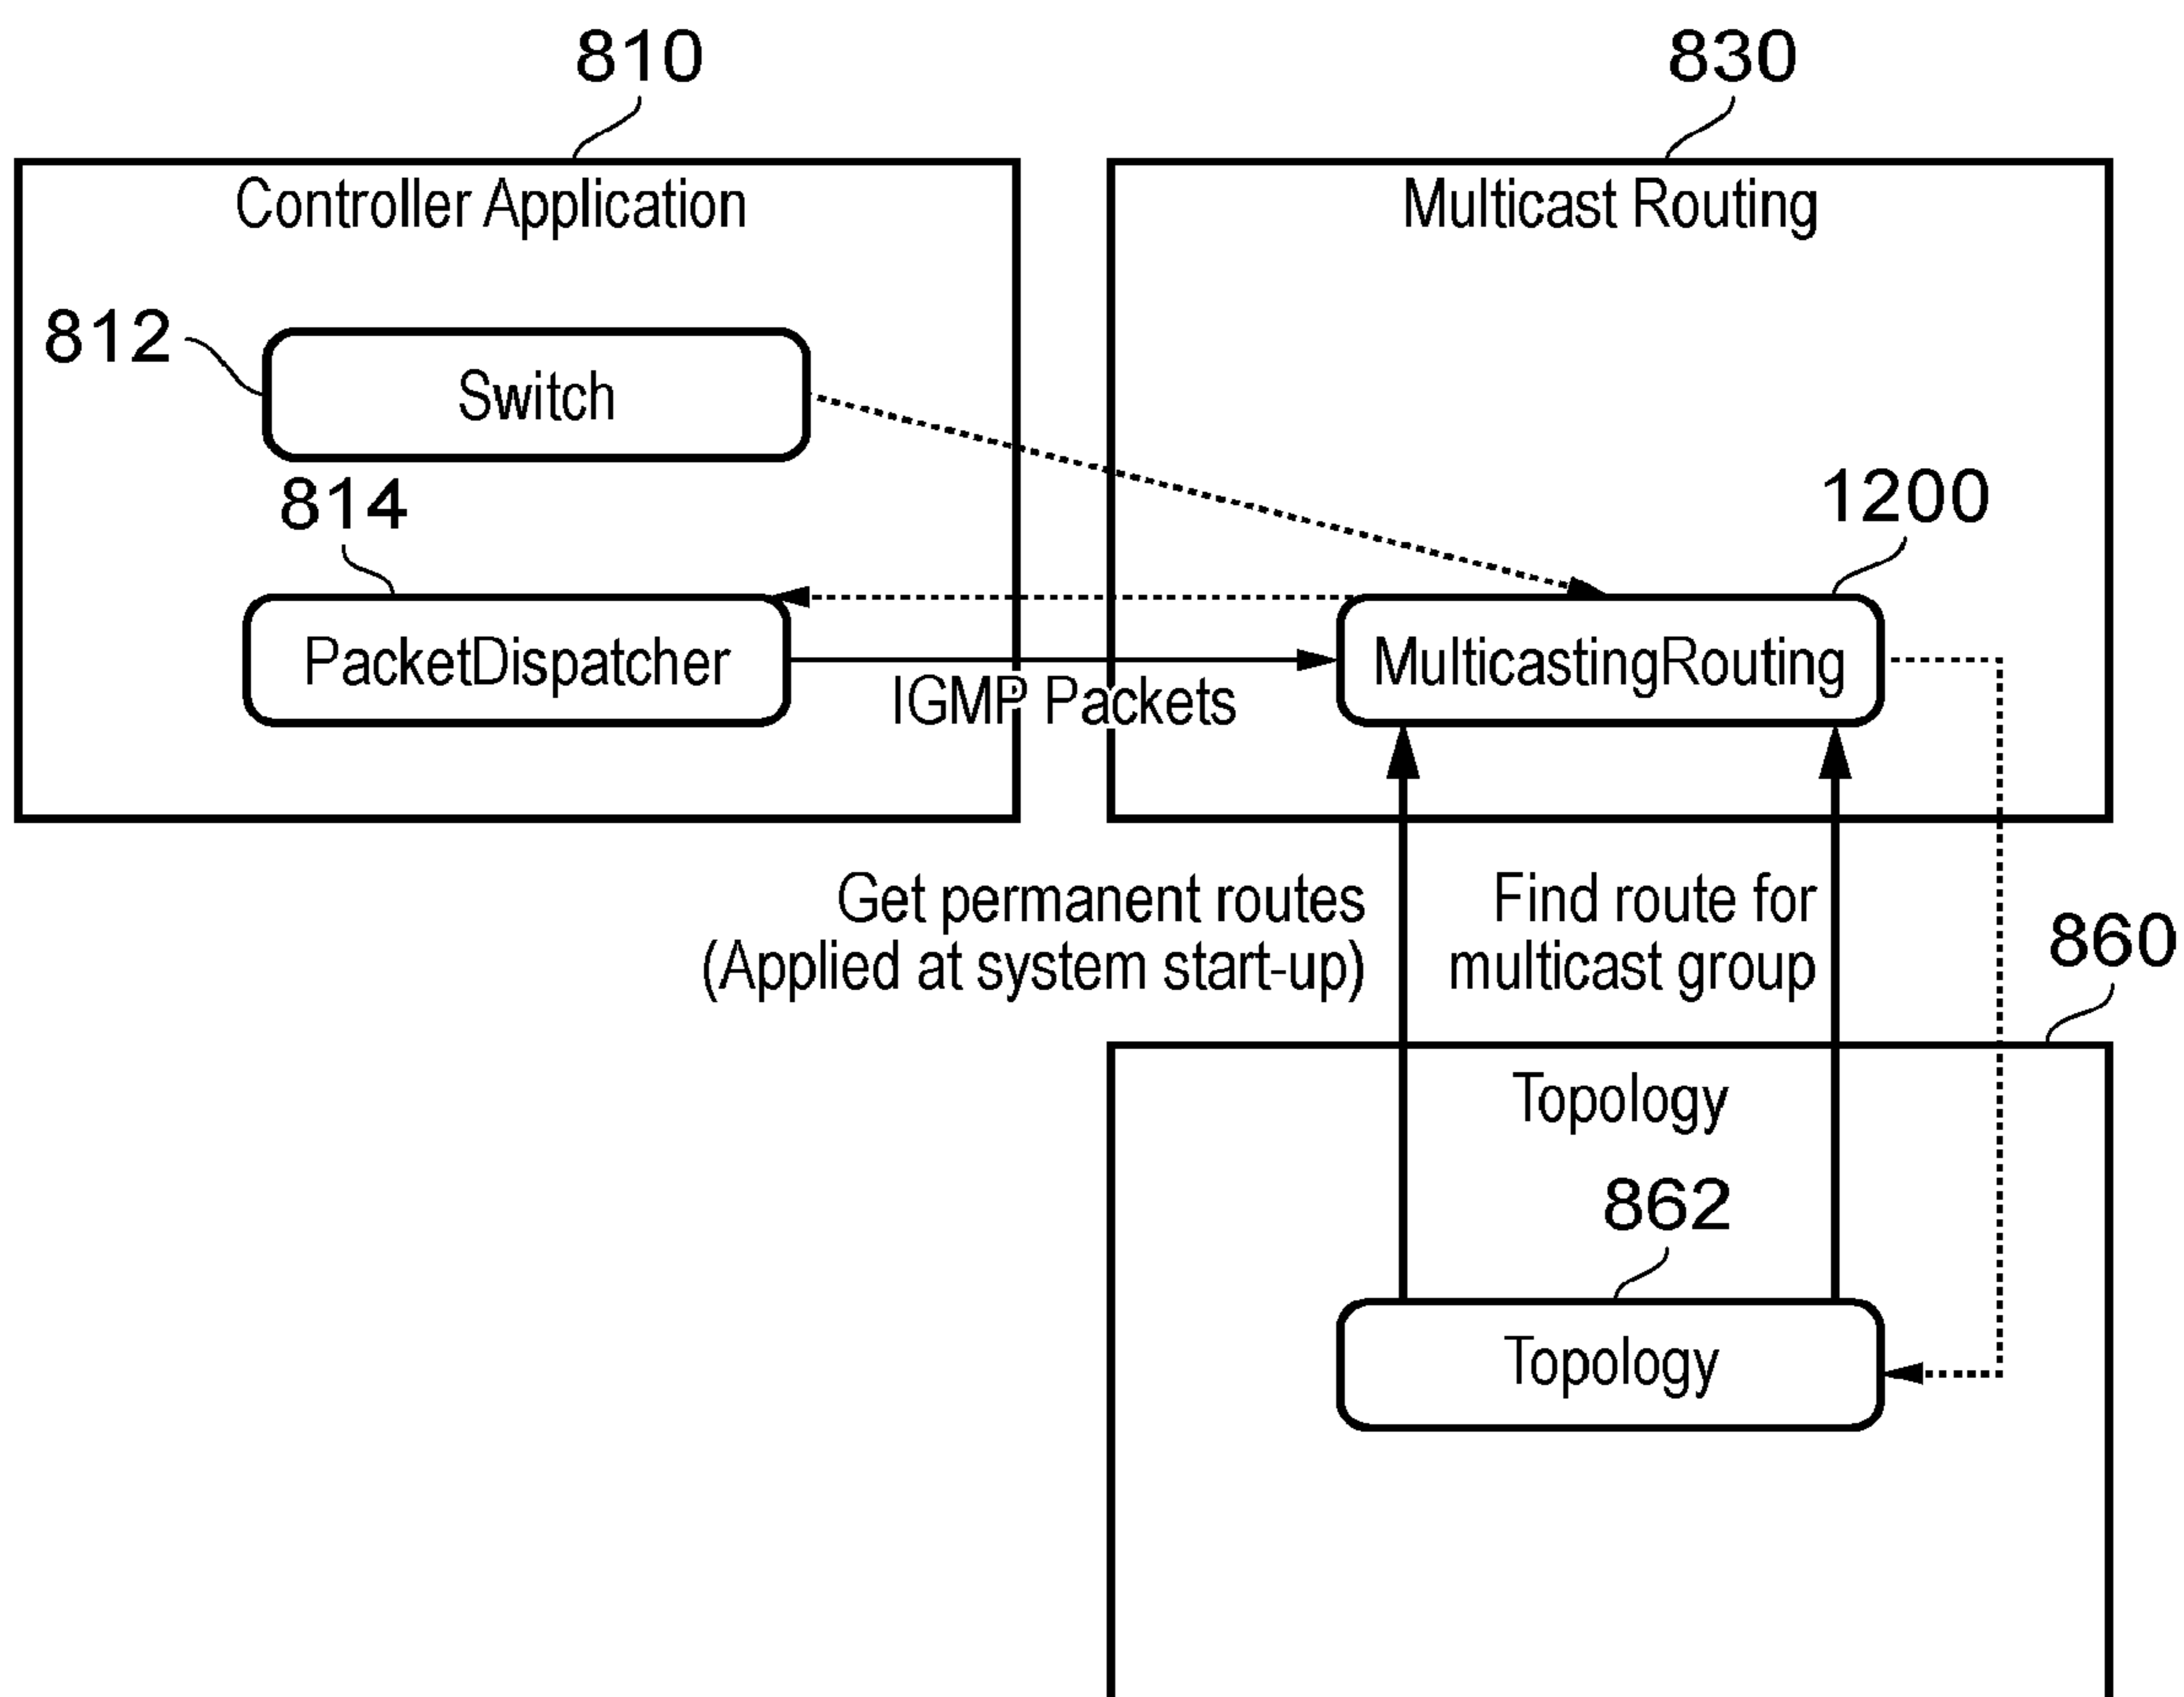 810
830
Controller Application
Multicast Routing
812
Switch
814
1200
PacketDispatcher
MulticastingRouting
IGMP Packets
Get permanent routes
(Applied at system start-up)
Find route for
multicast group
860
Topology
862
Topology